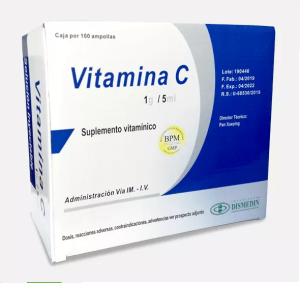 Caja por 100 ampollas
Vitamina C
1g / 5ml
Suplemento vitamínico
BPM
GMP
Administración Vía IM. - I.V.
Lote: 190446
F. Fab.: 04/2019
F. Exp.: 04/2022
Director Técnico:
Dosis, reacciones adversas, contraindicaciones, advertencias ver prospecto adjunto
DISMEDIN
Vitamina C